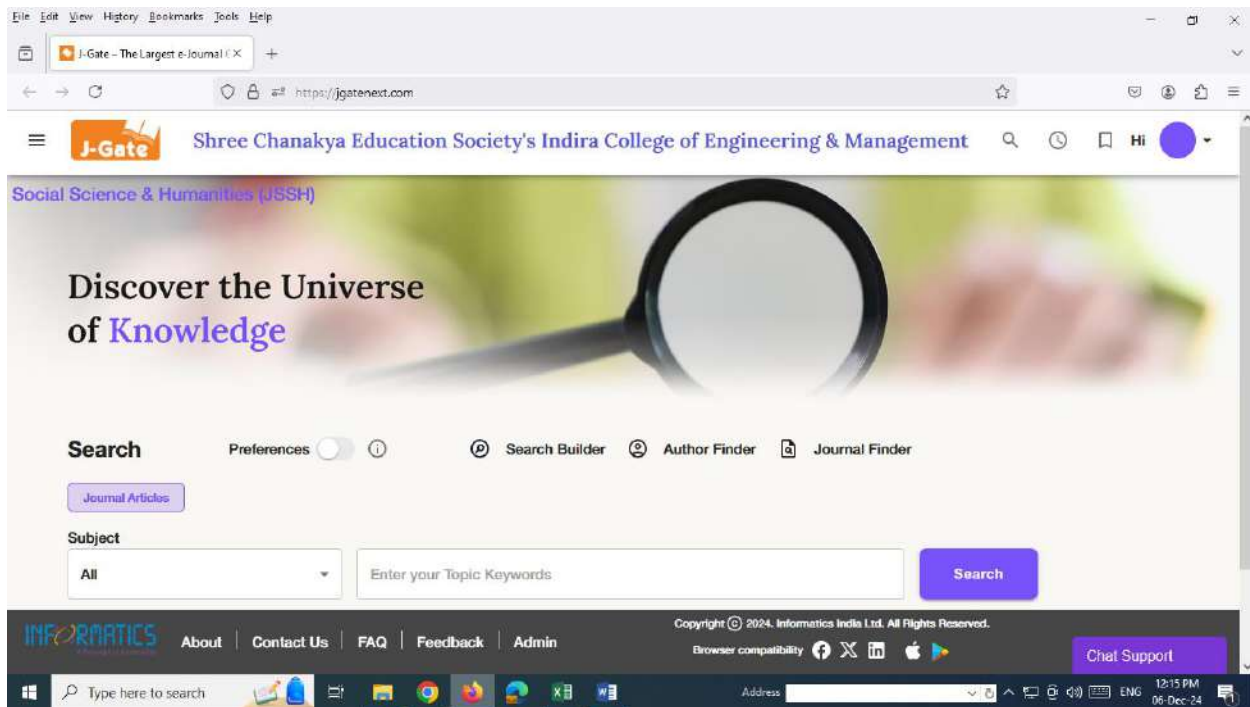 File Edit View History Bookmarks Tools Help
J-Gate – The Largest e-Journal
https://jgatenext.com
J-Gate
Shree Chanakya Education Society's Indira College of Engineering & Management
Hi
Social Science & Humanities (JSSH)
Discover the Universe
of Knowledge
Search
Preferences
Search Builder
Author Finder
Journal Finder
Journal Articles
Subject
All
Enter your Topic Keywords
Search
INFORMATICS
About | Contact Us | FAQ | Feedback | Admin
Copyright © 2024. Informatics India Ltd. All Rights Reserved.
Browser compatibility
Chat Support
Type here to search
Address
ENG
12:15 PM
06-Dec-24